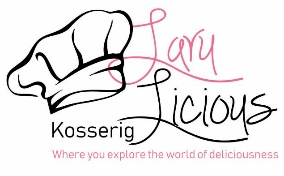 Lary
Licious
Kosserig
Where you explore the world of deliciousness